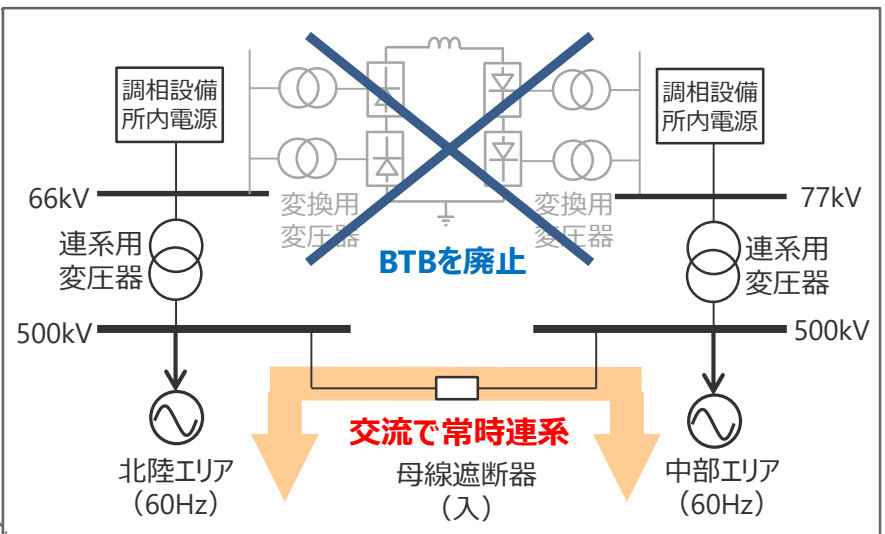 調相設備
所内電源
調相設備
所内電源
66kV
変換用
変圧器
変換用
変圧器
77kV
連系用
変圧器
BTBを廃止
連系用
変圧器
500kV
500kV
交流で常時連系
北陸エリア
（60Hz）
母線遮断器
（入）
中部エリア
（60Hz）